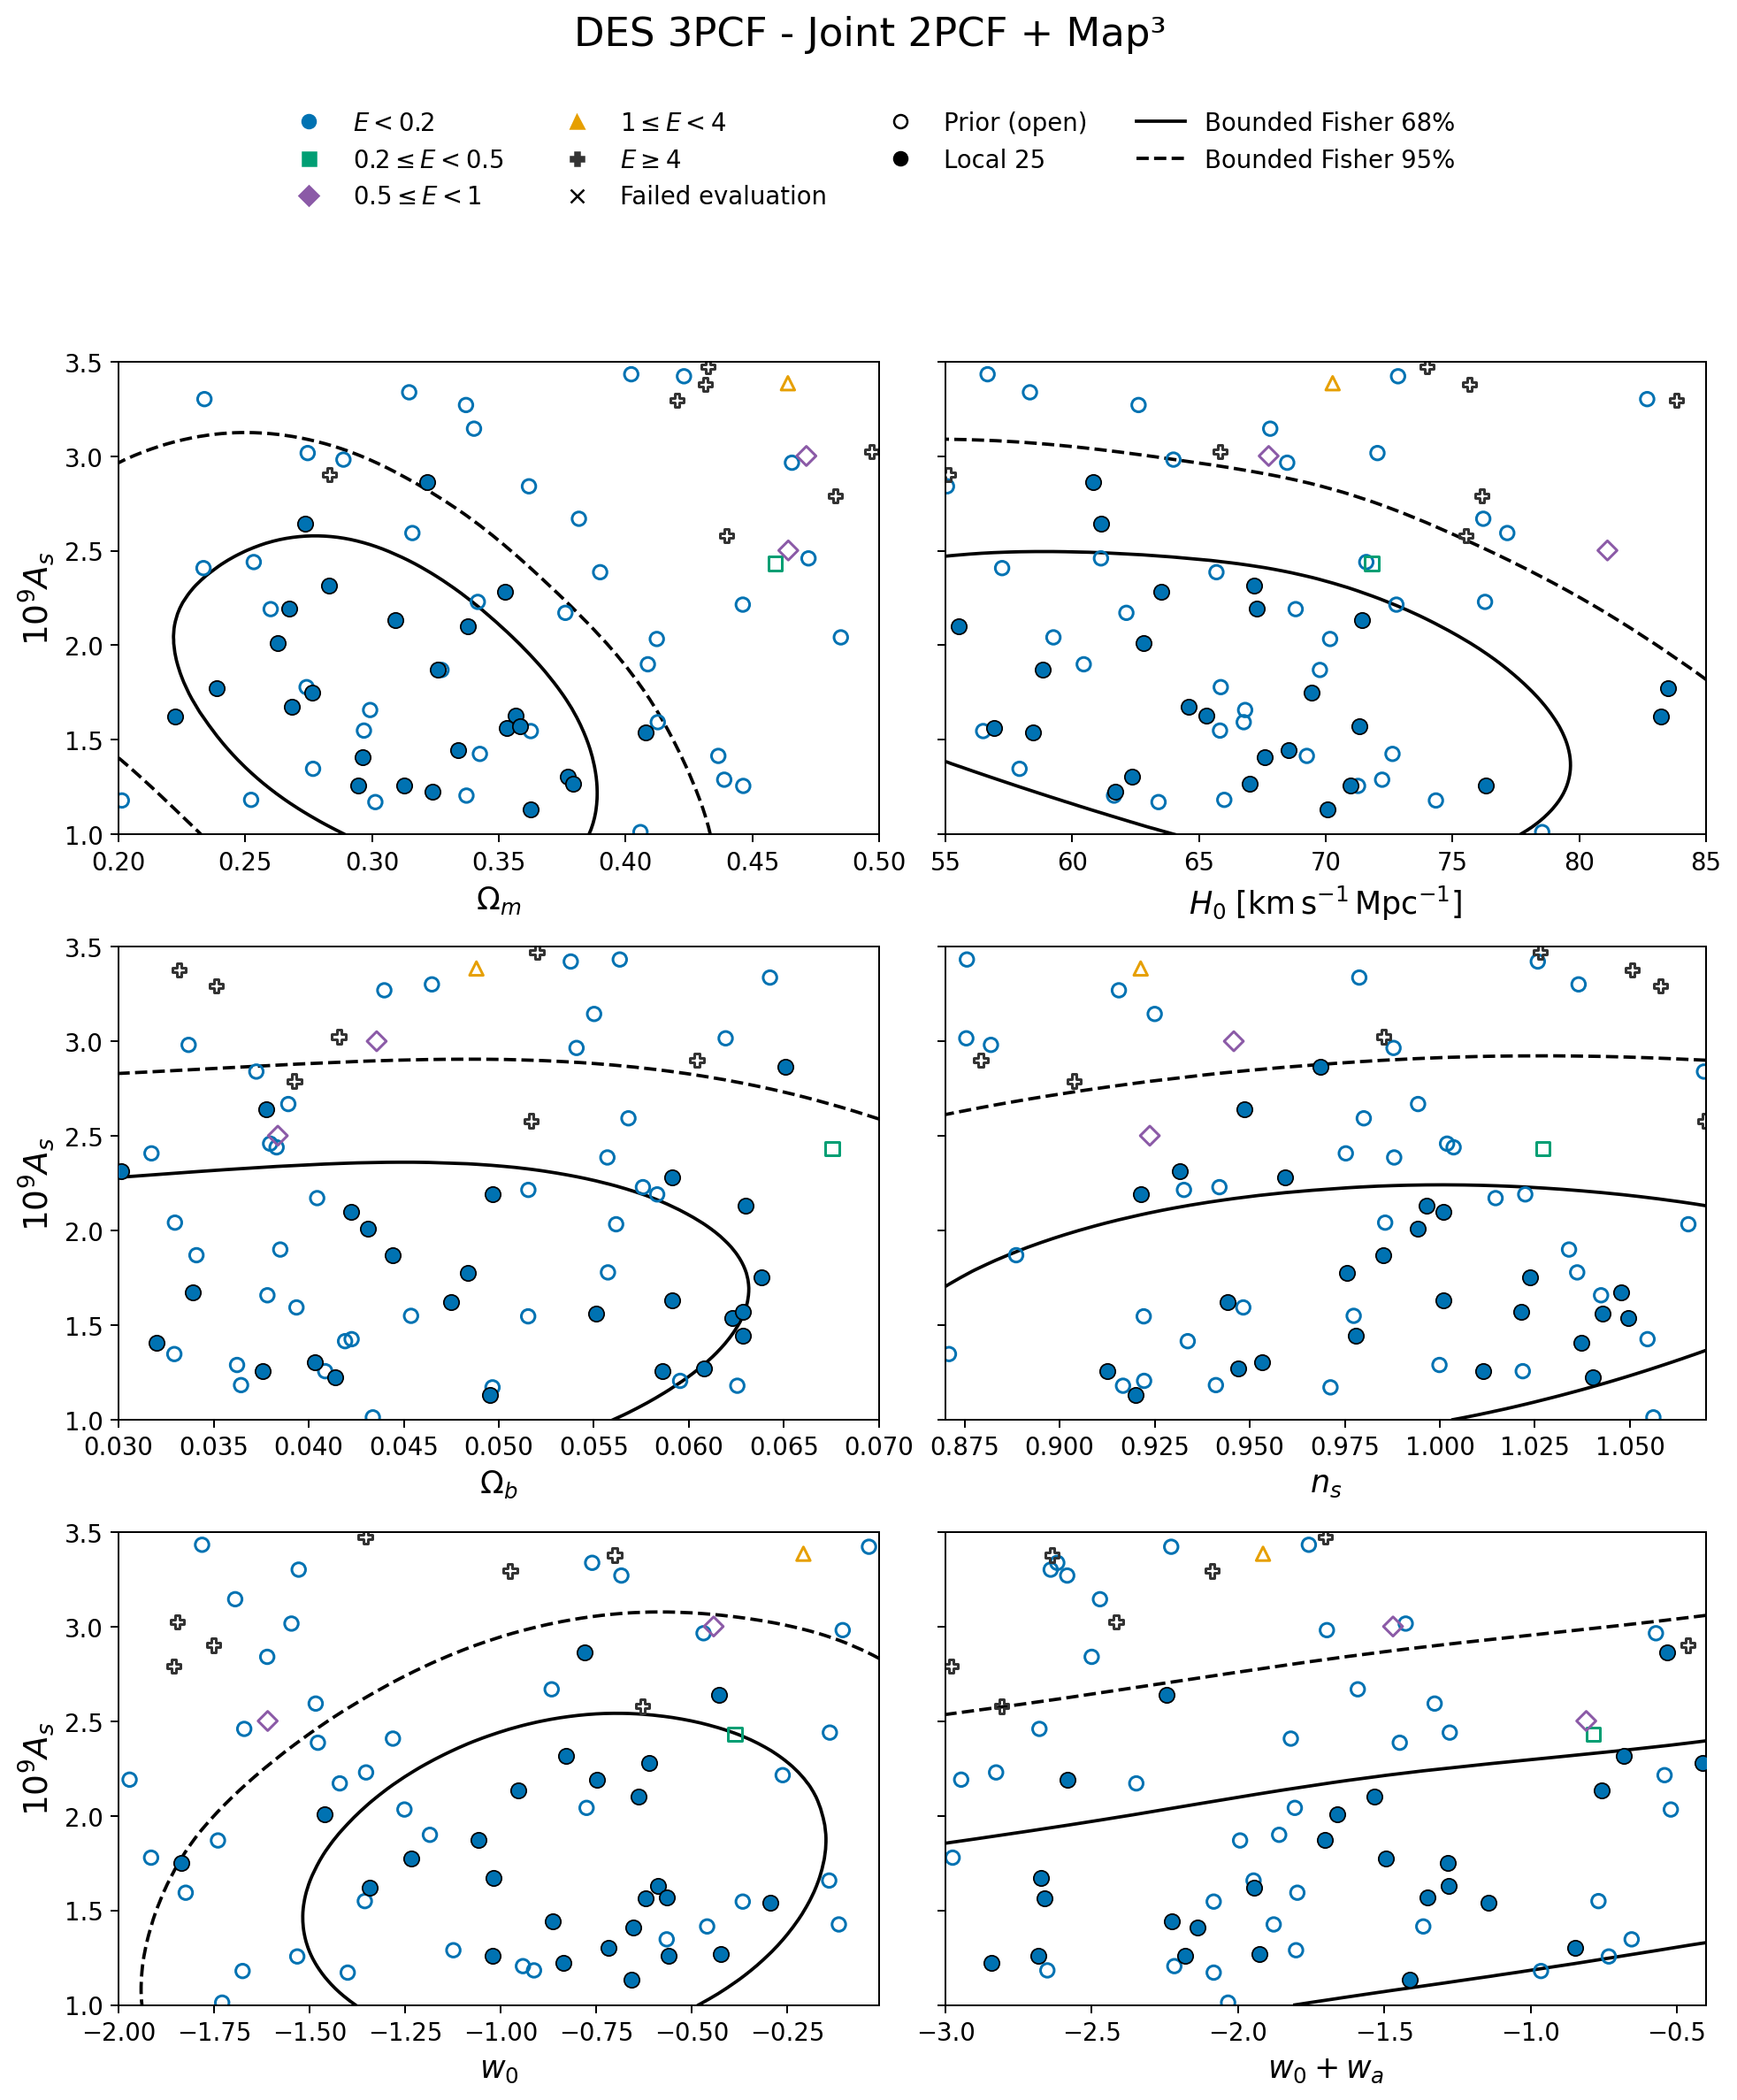 DES 3PCF - Joint 2PCF + Map³
E < 0.2
0.2 ≤ E < 0.5
0.5 ≤ E < 1
1 ≤ E < 4
E ≥ 4
Failed evaluation
Prior (open)
Local 25
Bounded Fisher 68%
Bounded Fisher 95%
3.5
3.0
2.5
2.0
1.5
1.0
10⁹Aₛ
0.20 0.25 0.30 0.35 0.40 0.45 0.50
Ωₘ
55 60 65 70 75 80 85
H₀ [km s⁻¹ Mpc⁻¹]
3.5
3.0
2.5
2.0
1.5
1.0
10⁹Aₛ
0.030 0.035 0.040 0.045 0.050 0.055 0.060 0.065 0.070
Ω_b
0.875 0.900 0.925 0.950 0.975 1.000 1.025 1.050
nₛ
3.5
3.0
2.5
2.0
1.5
1.0
10⁹Aₛ
−2.00 −1.75 −1.50 −1.25 −1.00 −0.75 −0.50 −0.25
w₀
−3.0 −2.5 −2.0 −1.5 −1.0 −0.5
w₀ + wₐ